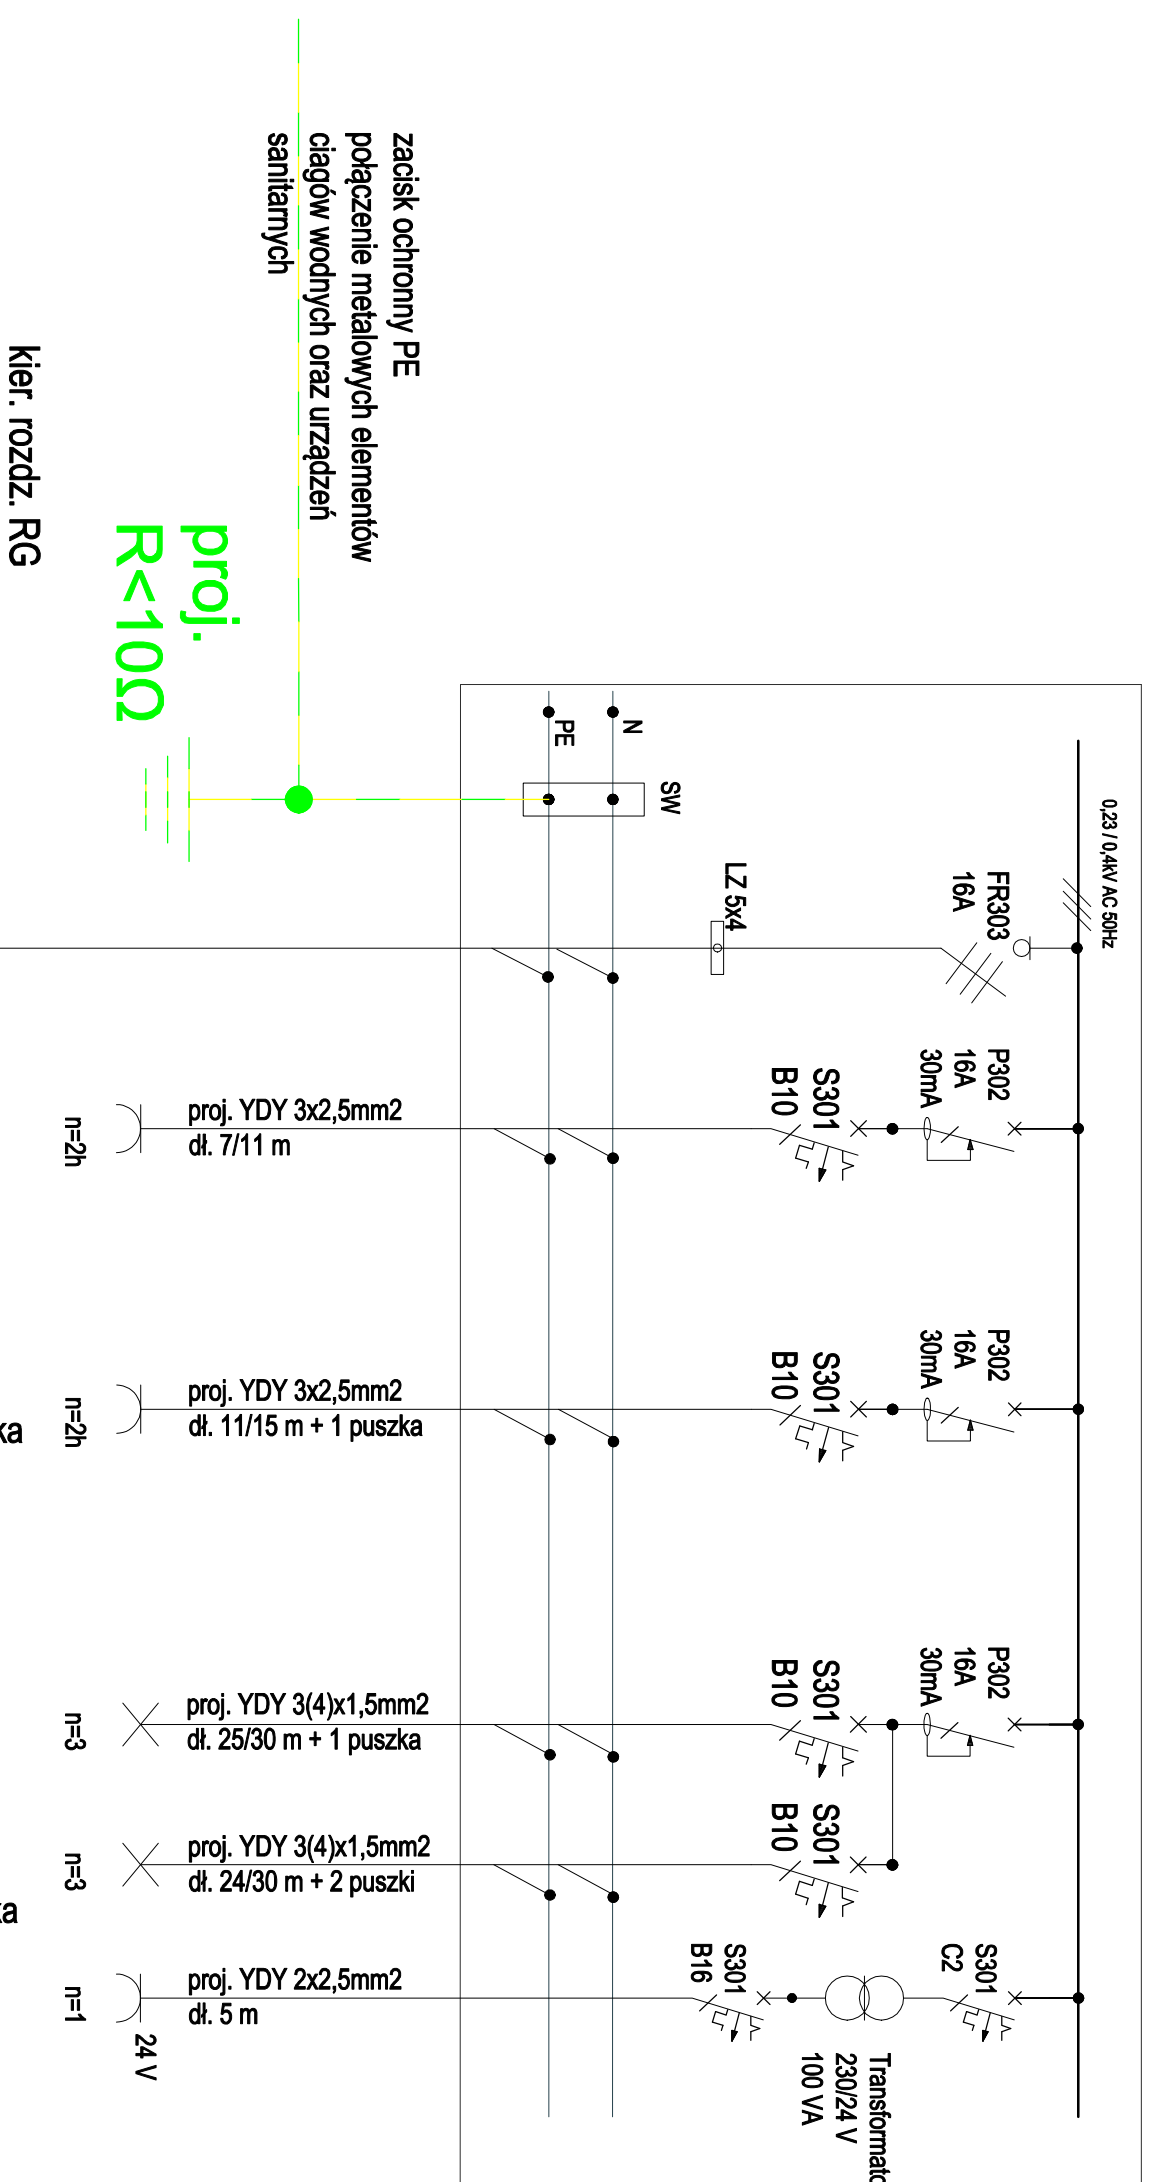 0,23 / 0,4kV AC 50Hz
zacisk ochronny PE
połączenie metalowych elementów
ciągów wodnych oraz urządzeń
sanitarnych
proj.
R<10Ω
kier. rozdz. RG
N
PE
SW
LZ 5x4
FR303
16A
P302
16A
30mA
S301
B10
proj. YDY 3x2,5mm2
dł. 7/11 m
n=2h
P302
16A
30mA
S301
B10
proj. YDY 3x2,5mm2
dł. 11/15 m + 1 puszka
n=2h
P302
16A
30mA
S301
B10
proj. YDY 3(4)x1,5mm2
dł. 25/30 m + 1 puszka
n=3
S301
B10
proj. YDY 3(4)x1,5mm2
dł. 24/30 m + 2 puszki
n=3
S301
C2
Transformato
230/24 V
100 VA
S301
B16
proj. YDY 2x2,5mm2
dł. 5 m
24 V
n=1